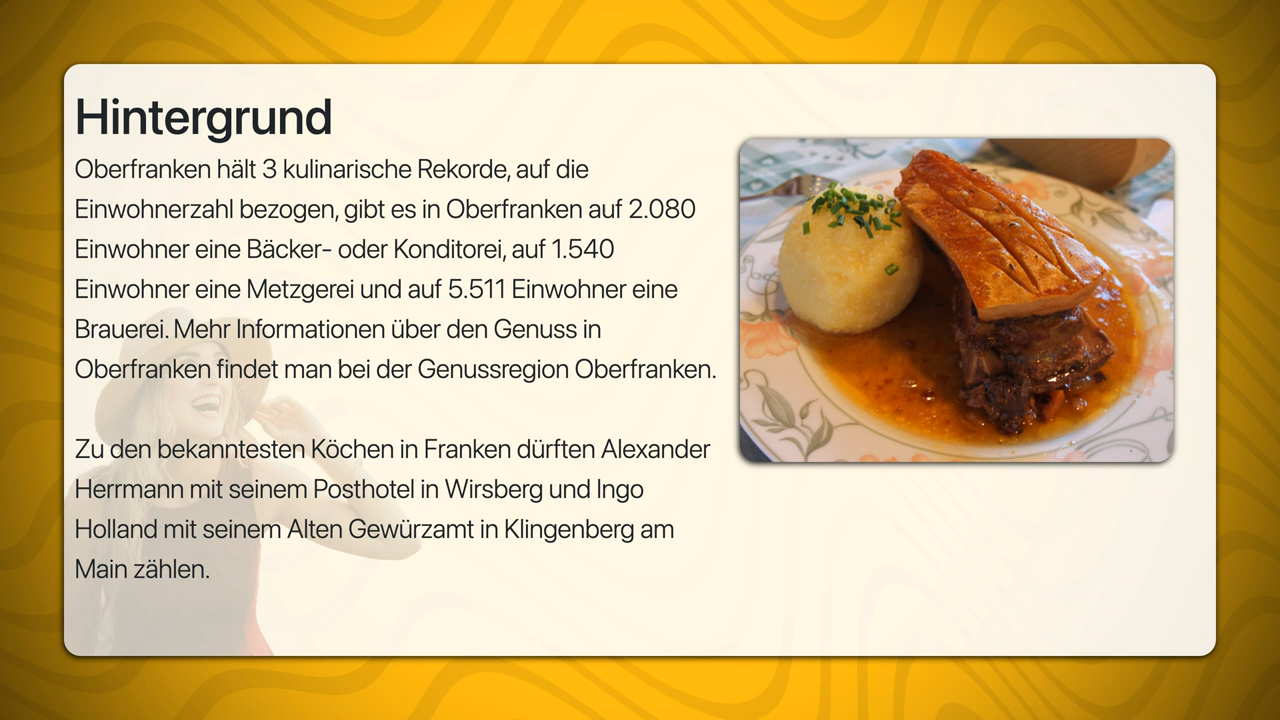 Hintergrund
Oberfranken hält 3 kulinarische Rekorde, auf die
Einwohnerzahl bezogen, gibt es in Oberfranken auf 2.080
Einwohner eine Bäcker- oder Konditorei, auf 1.540
Einwohner eine Metzgerei und auf 5.511 Einwohner eine
Brauerei. Mehr Informationen über den Genuss in
Oberfranken findet man bei der Genussregion Oberfranken.
Zu den bekanntesten Köchen in Franken dürften Alexander
Herrmann mit seinem Posthotel in Wirsberg und Ingo
Holland mit seinem Alten Gewürzamt in Klingenberg am
Main zählen.